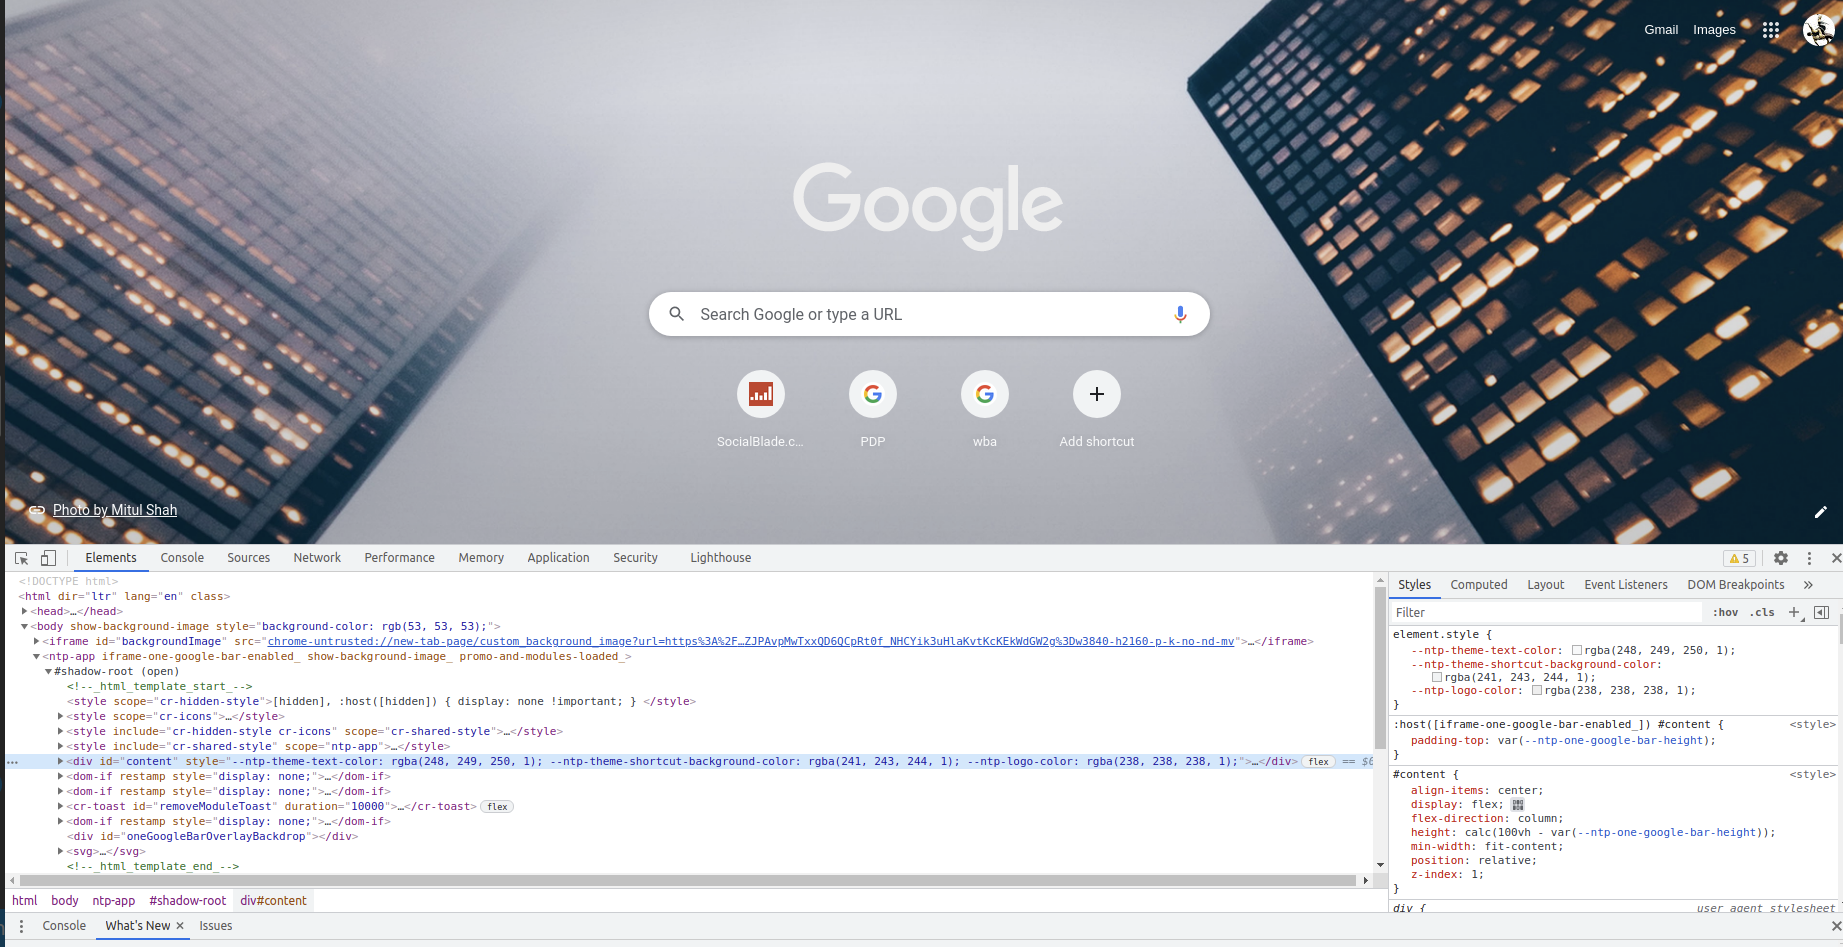 Gmail Images
Google
Search Google or type a URL
SocialBlade.c... PDP wba Add shortcut
Photo by Mitul Shah
Elements Console Sources Network Performance Memory Application Security Lighthouse 5
<!DOCTYPE html>
<html dir="ltr" lang="en" class>
<head>…</head>
<body show-background-image style="background-color: rgb(53, 53, 53);">
<iframe id="backgroundImage" src="chrome-untrusted://new-tab-page/custom_background_image?url=https%3A%2F…ZJPAvpMwTxxQD6QCpRt0f_NHCYik3uHlaKvtKcKEkWdGW2g%3Dw3840-h2160-p-k-no-nd-mv">…</iframe>
<ntp-app iframe-one-google-bar-enabled_ show-background-image_ promo-and-modules-loaded_>
#shadow-root (open)
<!--_html_template_start_-->
<style scope="cr-hidden-style">[hidden], :host([hidden]) { display: none !important; } </style>
<style scope="cr-icons">…</style>
<style include="cr-hidden-style cr-icons" scope="cr-shared-style">…</style>
<style include="cr-shared-style" scope="ntp-app">…</style>
<div id="content" style="--ntp-theme-text-color: rgba(248, 249, 250, 1); --ntp-theme-shortcut-background-color: rgba(241, 243, 244, 1); --ntp-logo-color: rgba(238, 238, 238, 1);">…</div> flex ==
<dom-if restamp style="display: none;">…</dom-if>
<dom-if restamp style="display: none;">…</dom-if>
<cr-toast id="removeModuleToast" duration="10000">…</cr-toast> flex
<dom-if restamp style="display: none;">…</dom-if>
<div id="oneGoogleBarOverlayBackdrop"></div>
<svg>…</svg>
<!--_html_template_end_-->
html body ntp-app #shadow-root div#content
Styles Computed Layout Event Listeners DOM Breakpoints »
Filter :hov .cls +
element.style {
--ntp-theme-text-color: rgba(248, 249, 250, 1);
--ntp-theme-shortcut-background-color:
rgba(241, 243, 244, 1);
--ntp-logo-color: rgba(238, 238, 238, 1);
}
:host([iframe-one-google-bar-enabled_]) #content { <style>
padding-top: var(--ntp-one-google-bar-height);
}
#content { <style>
align-items: center;
display: flex;
flex-direction: column;
height: calc(100vh - var(--ntp-one-google-bar-height));
min-width: fit-content;
position: relative;
z-index: 1;
}
div { user agent stylesheet
Console What's New × Issues